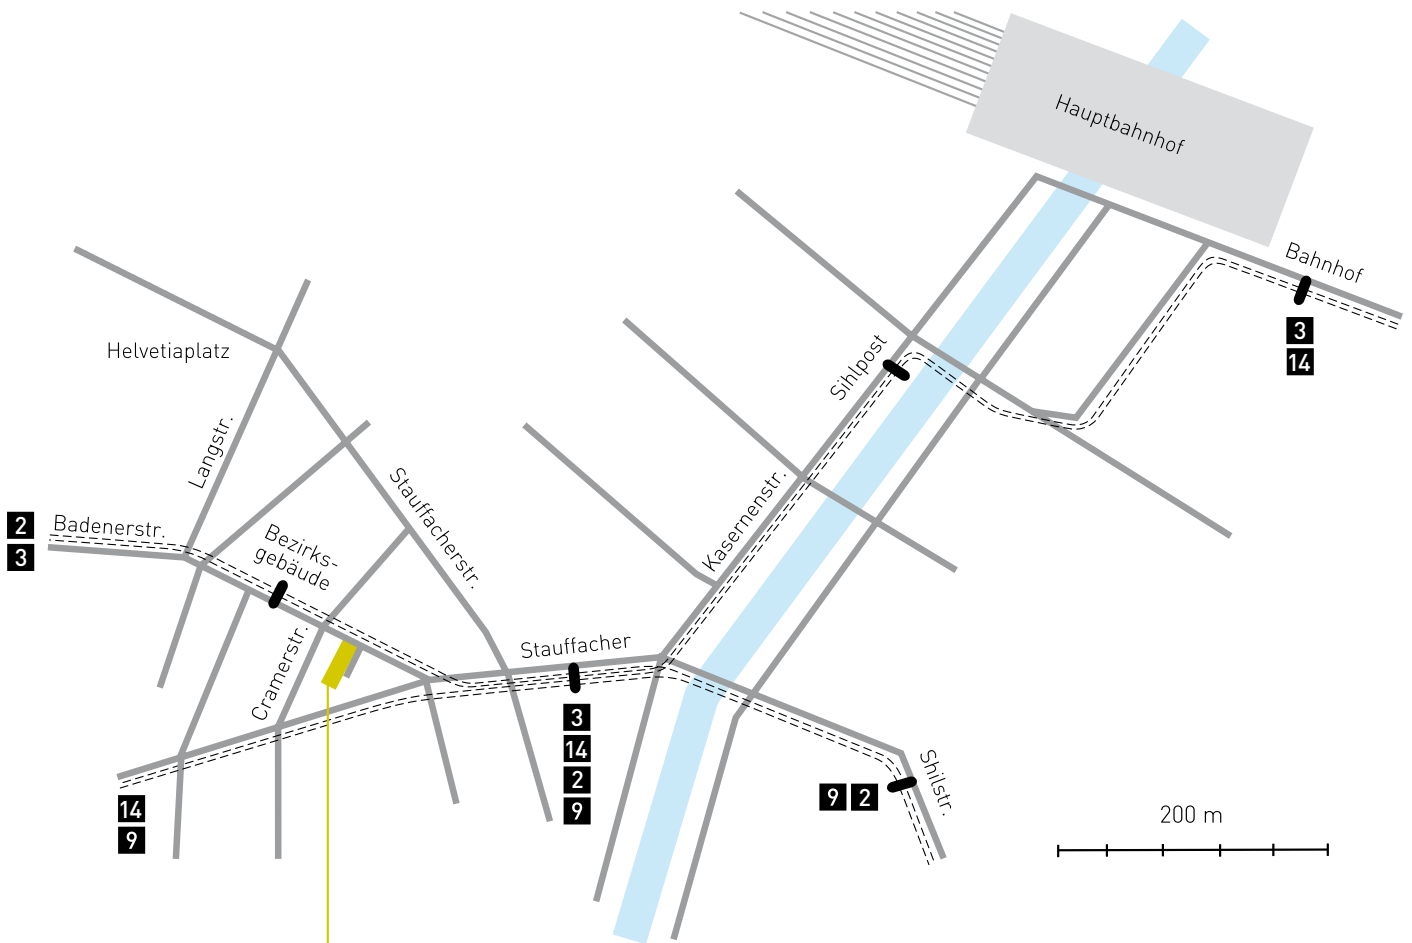 Hauptbahnhof
Bahnhof
3
14
Sihlpost
Helvetiaplatz
Langstr.
Stauffacherstr.
Kasernenstr.
2
3
Badenerstr.
Bezirks-
gebäude
Cramerstr.
Stauffacher
3
14
2
9
14
9
9 2
Shilstr.
200 m